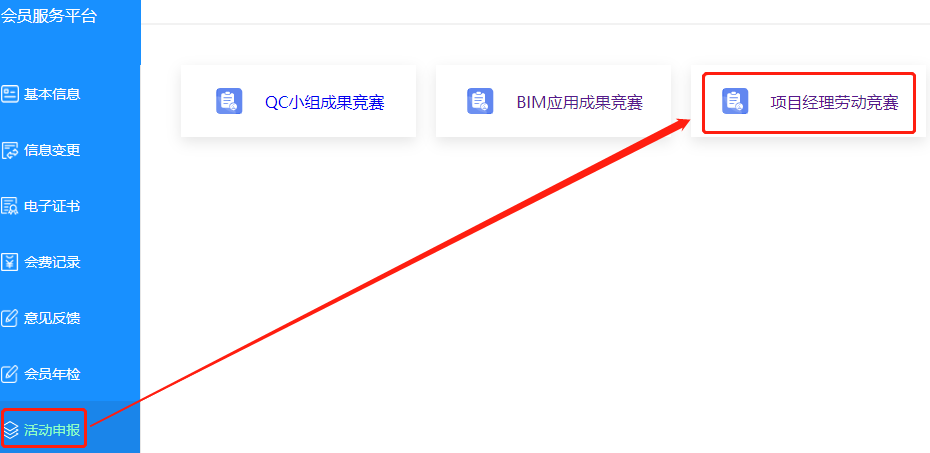 会员服务平台
基本信息
信息变更
电子证书
会费记录
意见反馈
会员年检
活动申报
QC小组成果竞赛
BIM应用成果竞赛
项目经理劳动竞赛